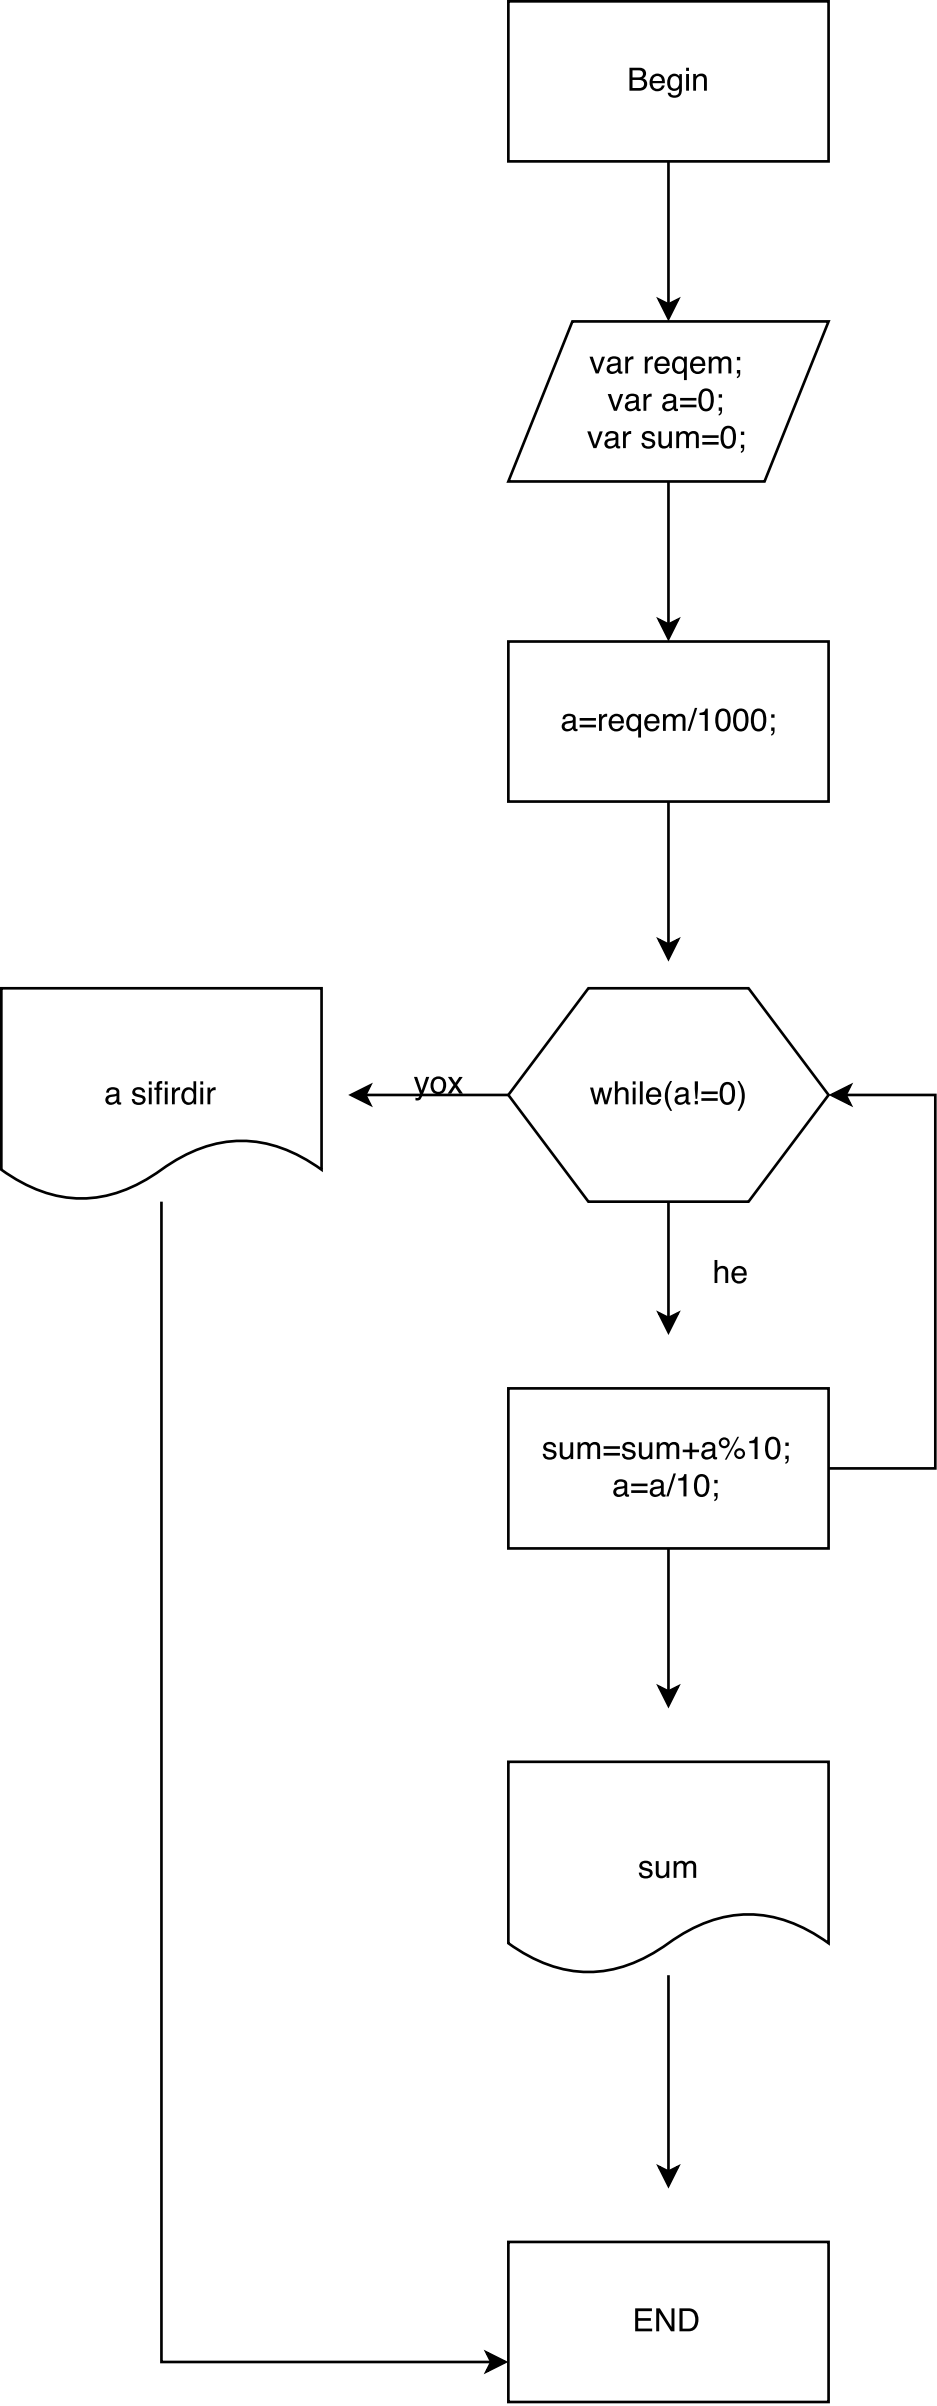 Begin
var reqem;
var a=0;
var sum=0;
a=reqem/1000;
while(a!=0)
yox
a sifirdir
he
sum=sum+a%10;
a=a/10;
sum
END